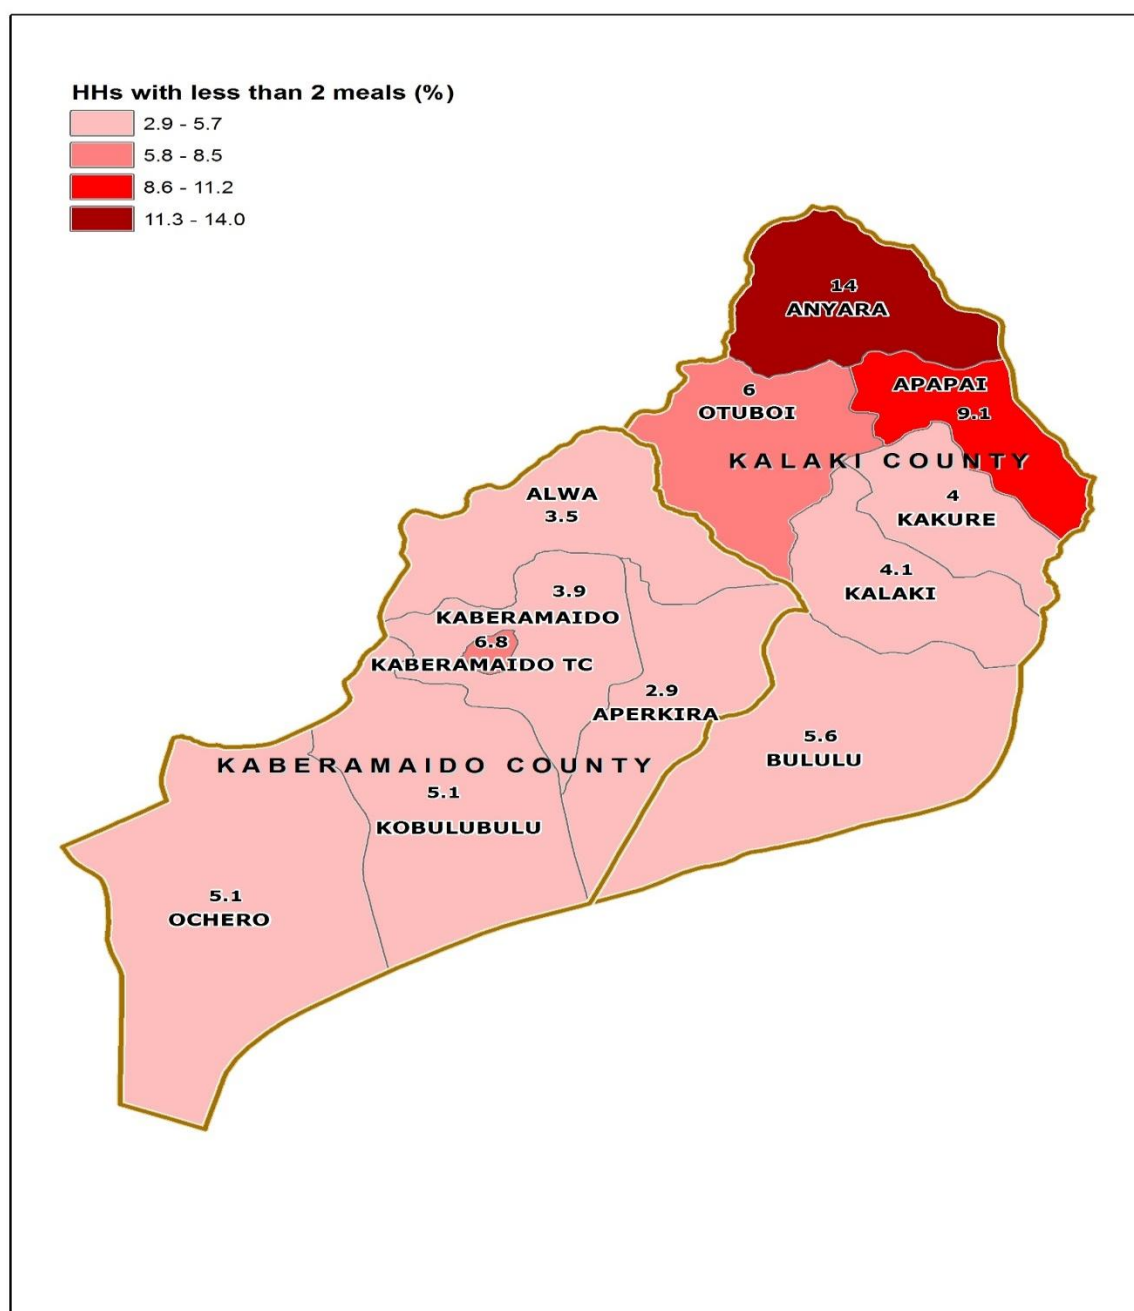 HHs with less than 2 meals (%)
2.9 - 5.7
5.8 - 8.5
8.6 - 11.2
11.3 - 14.0
14
ANYARA
APAPAI
9.1
6
OTUBOI
KALAKI COUNTY
ALWA
3.5
4
KAKURE
4.1
KALAKI
3.9
KABERAMAIDO
6.8
KABERAMAIDO TC
2.9
APERKIRA
5.6
BULULU
KABERAMAIDO COUNTY
5.1
KOBULUBULU
5.1
OCHERO